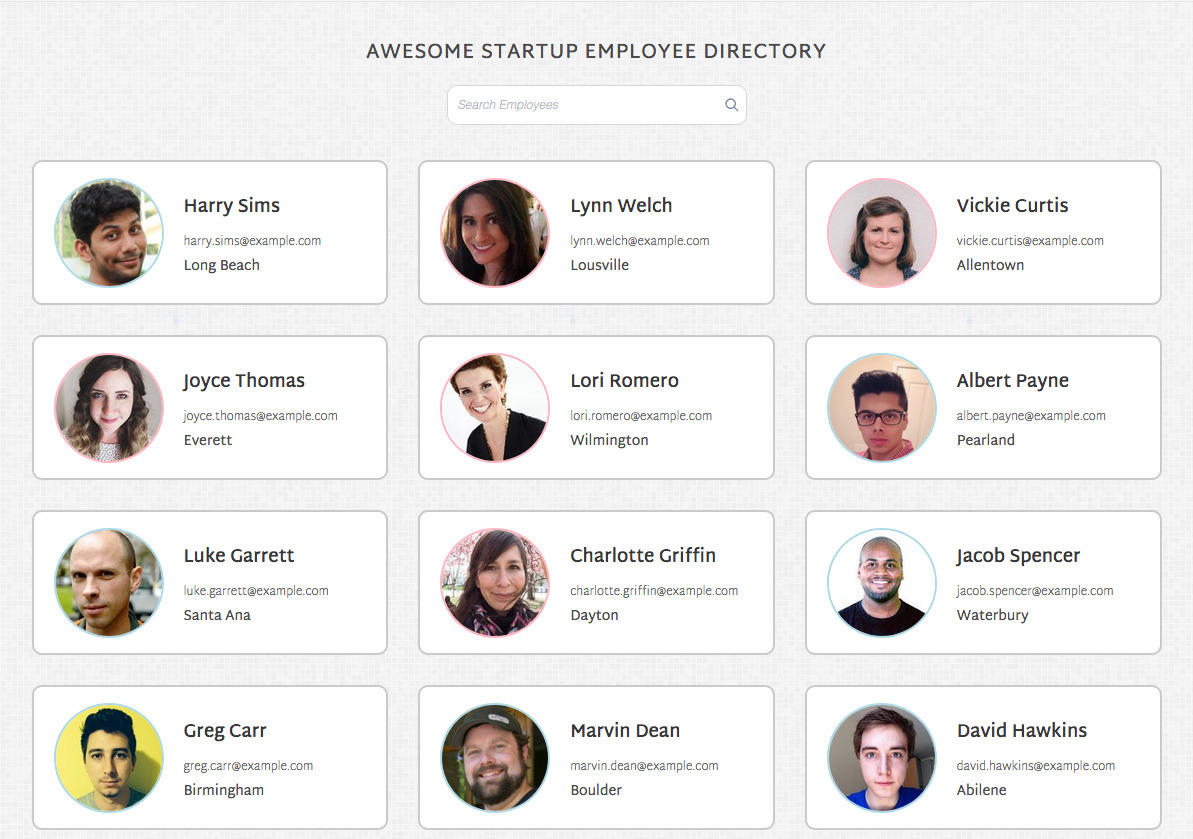 AWESOME STARTUP EMPLOYEE DIRECTORY
Search Employees
Harry Sims
harry.sims@example.com
Long Beach
Lynn Welch
lynn.welch@example.com
Lousville
Vickie Curtis
vickie.curtis@example.com
Allentown
Joyce Thomas
joyce.thomas@example.com
Everett
Lori Romero
lori.romero@example.com
Wilmington
Albert Payne
albert.payne@example.com
Pearland
Luke Garrett
luke.garrett@example.com
Santa Ana
Charlotte Griffin
charlotte.griffin@example.com
Dayton
Jacob Spencer
jacob.spencer@example.com
Waterbury
Greg Carr
greg.carr@example.com
Birmingham
Marvin Dean
marvin.dean@example.com
Boulder
David Hawkins
david.hawkins@example.com
Abilene